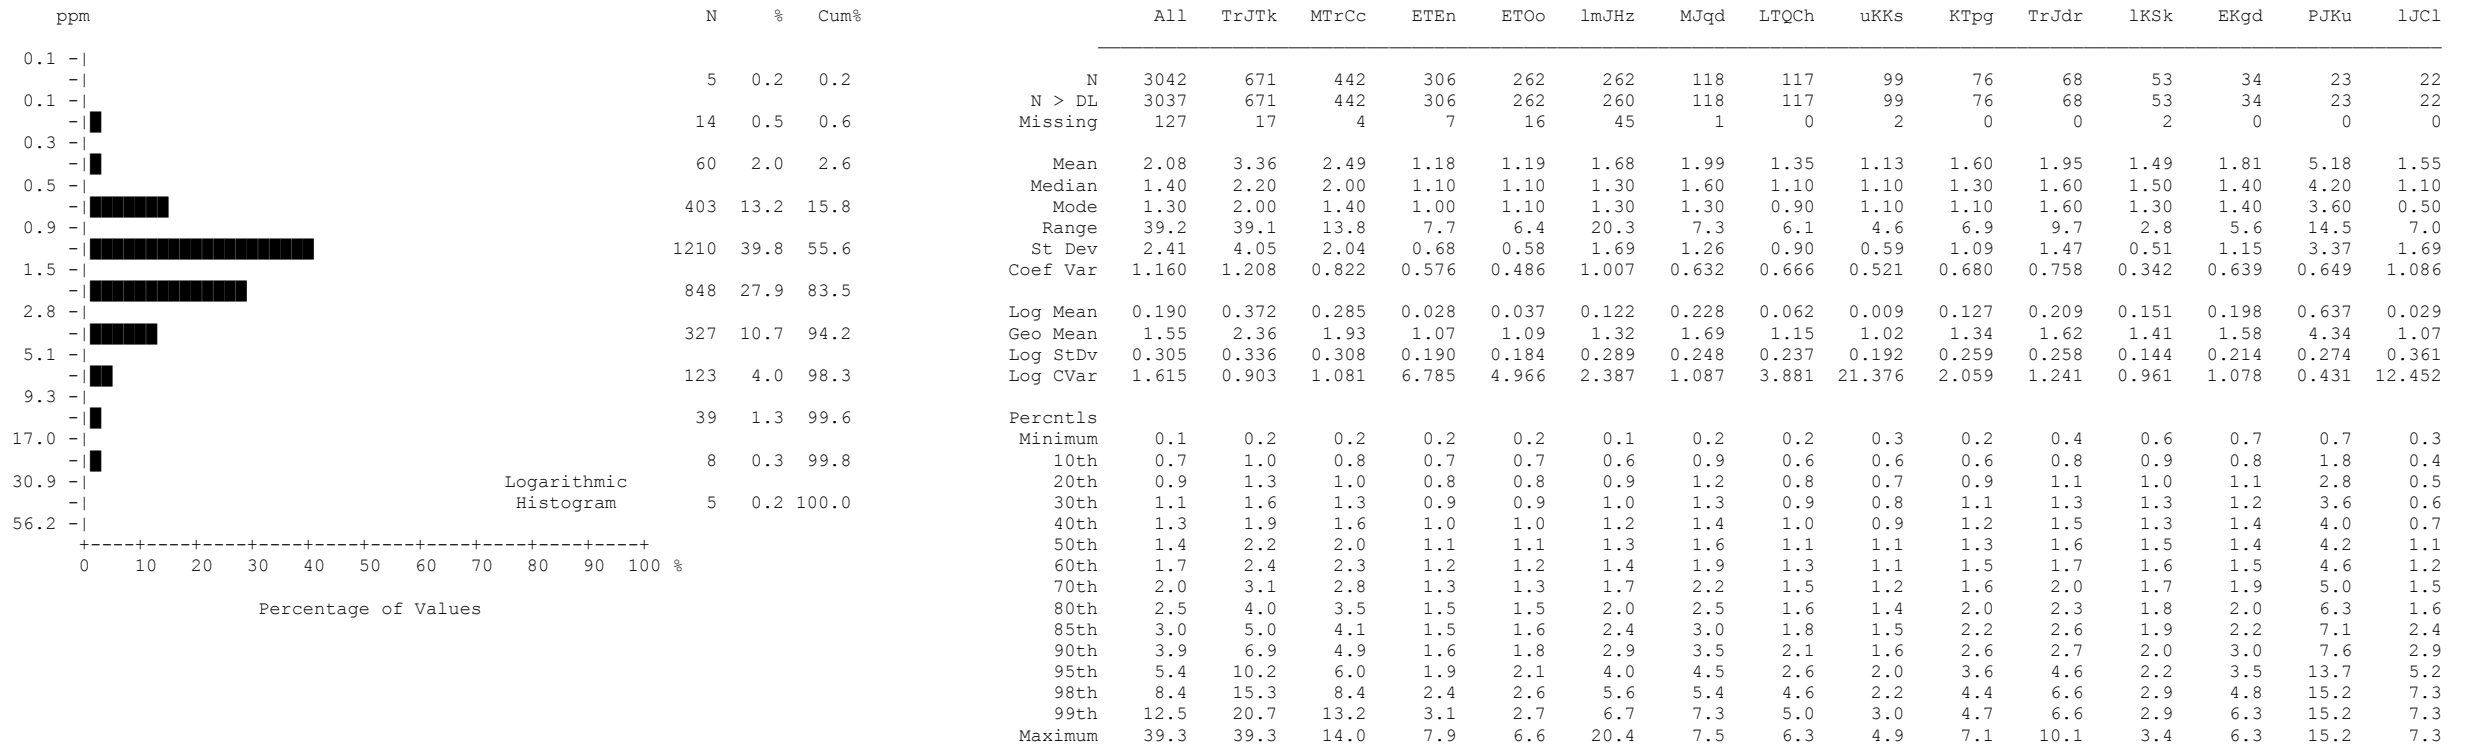 ppm N % Cum% All TrJTk MTrCc ETEn ETOo lmJHz MJqd LTQCh uKKs KTpg TrJdr lKSk EKgd PJKu lJCl
0.1 -|
-| 5 0.2 0.2 N 3042 671 442 306 262 262 118 117 99 76 68 53 34 23 22
0.1 -| N > DL 3037 671 442 306 262 260 118 117 99 76 68 53 34 23 22
-| 14 0.5 0.6 Missing 127 17 4 7 16 45 1 0 2 0 0 2 0 0 0
0.3 -|
-| 60 2.0 2.6 Mean 2.08 3.36 2.49 1.18 1.19 1.68 1.99 1.35 1.13 1.60 1.95 1.49 1.81 5.18 1.55
0.5 -| Median 1.40 2.20 2.00 1.10 1.10 1.30 1.60 1.10 1.10 1.30 1.60 1.50 1.40 4.20 1.10
-| 403 13.2 15.8 Mode 1.30 2.00 1.40 1.00 1.10 1.30 1.30 0.90 1.10 1.10 1.60 1.30 1.40 3.60 0.50
0.9 -| Range 39.2 39.1 13.8 7.7 6.4 20.3 7.3 6.1 4.6 6.9 9.7 2.8 5.6 14.5 7.0
-| 1210 39.8 55.6 St Dev 2.41 4.05 2.04 0.68 0.58 1.69 1.26 0.90 0.59 1.09 1.47 0.51 1.15 3.37 1.69
1.5 -| Coef Var 1.160 1.208 0.822 0.576 0.486 1.007 0.632 0.666 0.521 0.680 0.758 0.342 0.639 0.649 1.086
-| 848 27.9 83.5
2.8 -| Log Mean 0.190 0.372 0.285 0.028 0.037 0.122 0.228 0.062 0.009 0.127 0.209 0.151 0.198 0.637 0.029
-| 327 10.7 94.2 Geo Mean 1.55 2.36 1.93 1.07 1.09 1.32 1.69 1.15 1.02 1.34 1.62 1.41 1.58 4.34 1.07
5.1 -| Log StDv 0.305 0.336 0.308 0.190 0.184 0.289 0.248 0.237 0.192 0.259 0.258 0.144 0.214 0.274 0.361
-| 123 4.0 98.3 Log CVar 1.615 0.903 1.081 6.785 4.966 2.387 1.087 3.881 21.376 2.059 1.241 0.961 1.078 0.431 12.452
9.3 -|
-| 39 1.3 99.6 Percntls
17.0 -| Minimum 0.1 0.2 0.2 0.2 0.2 0.1 0.2 0.2 0.3 0.2 0.4 0.6 0.7 0.7 0.3
-| 8 0.3 99.8 10th 0.7 1.0 0.8 0.7 0.7 0.6 0.9 0.6 0.6 0.6 0.8 0.9 0.8 1.8 0.4
30.9 -| Logarithmic 20th 0.9 1.3 1.0 0.8 0.8 0.9 1.2 0.8 0.7 0.9 1.1 1.0 1.1 2.8 0.5
-| Histogram 5 0.2 100.0 30th 1.1 1.6 1.3 0.9 0.9 1.0 1.3 0.9 0.8 1.1 1.3 1.3 1.2 3.6 0.6
56.2 -| 40th 1.3 1.9 1.6 1.0 1.0 1.2 1.4 1.0 0.9 1.2 1.5 1.3 1.4 4.0 0.7
+----+----+----+----+----+----+----+----+----+----+ 50th 1.4 2.2 2.0 1.1 1.1 1.3 1.6 1.1 1.1 1.3 1.6 1.5 1.4 4.2 1.1
0 10 20 30 40 50 60 70 80 90 100 % 60th 1.7 2.4 2.3 1.2 1.2 1.4 1.9 1.3 1.1 1.5 1.7 1.6 1.5 4.6 1.2
70th 2.0 3.1 2.8 1.3 1.3 1.7 2.2 1.5 1.2 1.6 2.0 1.7 1.9 5.0 1.5
Percentage of Values 80th 2.5 4.0 3.5 1.5 1.5 2.0 2.5 1.6 1.4 2.0 2.3 1.8 2.0 6.3 1.6
85th 3.0 5.0 4.1 1.5 1.6 2.4 3.0 1.8 1.5 2.2 2.6 1.9 2.2 7.1 2.4
90th 3.9 6.9 4.9 1.6 1.8 2.9 3.5 2.1 1.6 2.6 2.7 2.0 3.0 7.6 2.9
95th 5.4 10.2 6.0 1.9 2.1 4.0 4.5 2.6 2.0 3.6 4.6 2.2 3.5 13.7 5.2
98th 8.4 15.3 8.4 2.4 2.6 5.6 5.4 4.6 2.2 4.4 6.6 2.9 4.8 15.2 7.3
99th 12.5 20.7 13.2 3.1 2.7 6.7 7.3 5.0 3.0 4.7 6.6 2.9 6.3 15.2 7.3
Maximum 39.3 39.3 14.0 7.9 6.6 20.4 7.5 6.3 4.9 7.1 10.1 3.4 6.3 15.2 7.3